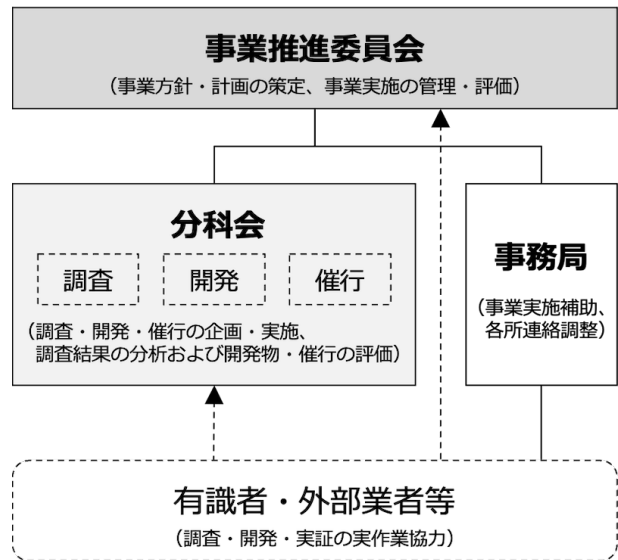 事業推進委員会
（事業方針・計画の策定、事業実施の管理・評価）
分科会
調査
開発
催行
（調査・開発・催行の企画・実施、
調査結果の分析および開発物・催行の評価）
事務局
（事業実施補助、
各所連絡調整）
有識者・外部業者等
（調査・開発・実証の実作業協力）